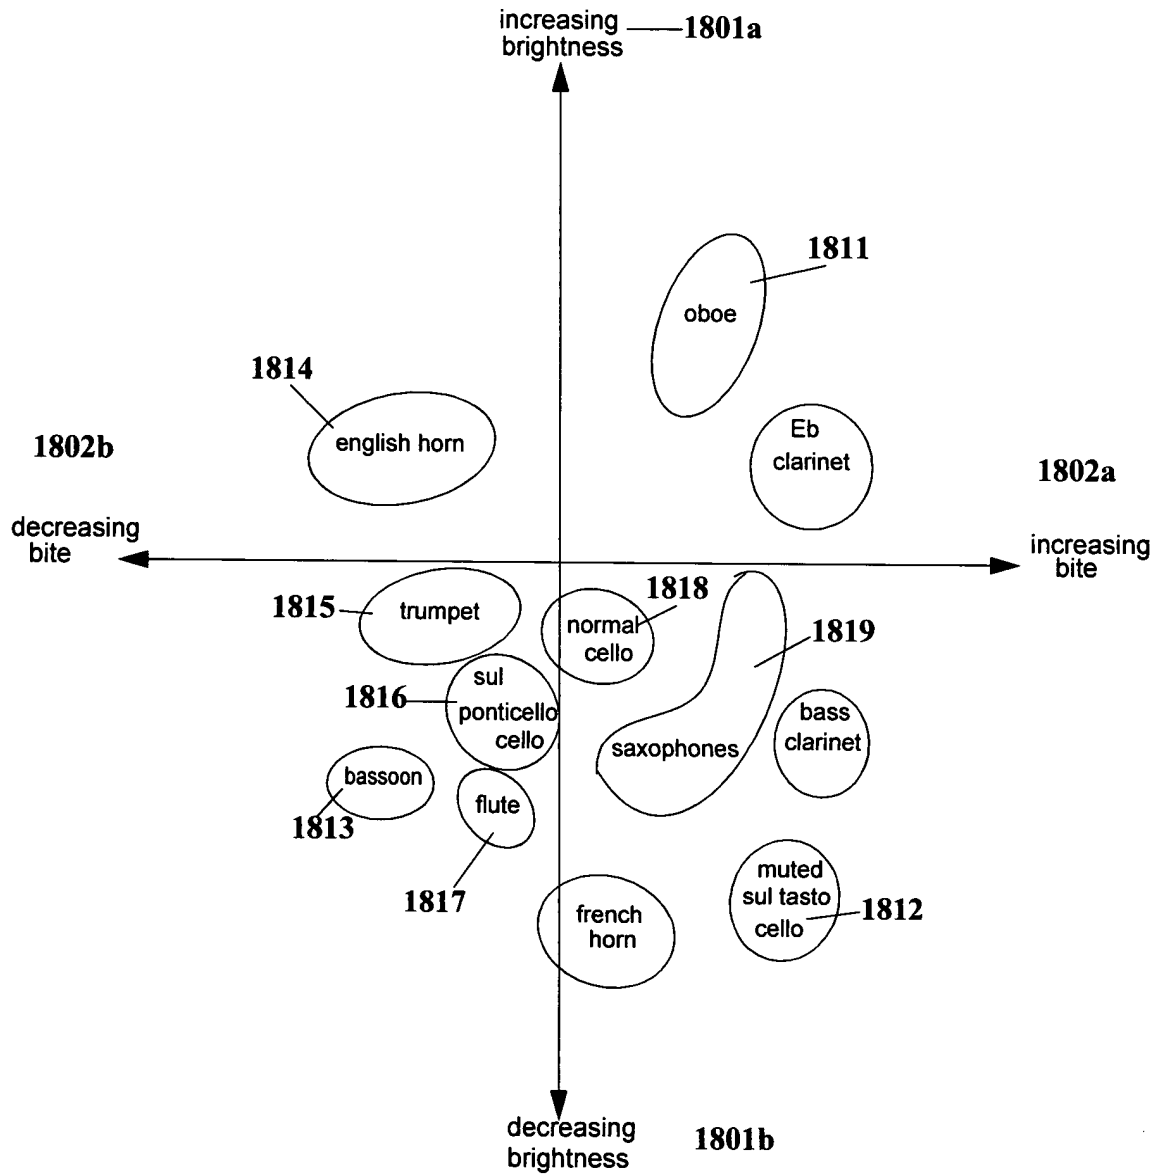 increasing
brightness
1801a
1811
oboe
1814
english horn
Eb
clarinet
1802b
1802a
decreasing
bite
increasing
bite
1815
trumpet
1818
normal
cello
1819
sul
ponticello
cello
1816
bass
clarinet
saxophones
bassoon
flute
1813
1817
muted
sul tasto
cello
1812
french
horn
decreasing
brightness
1801b